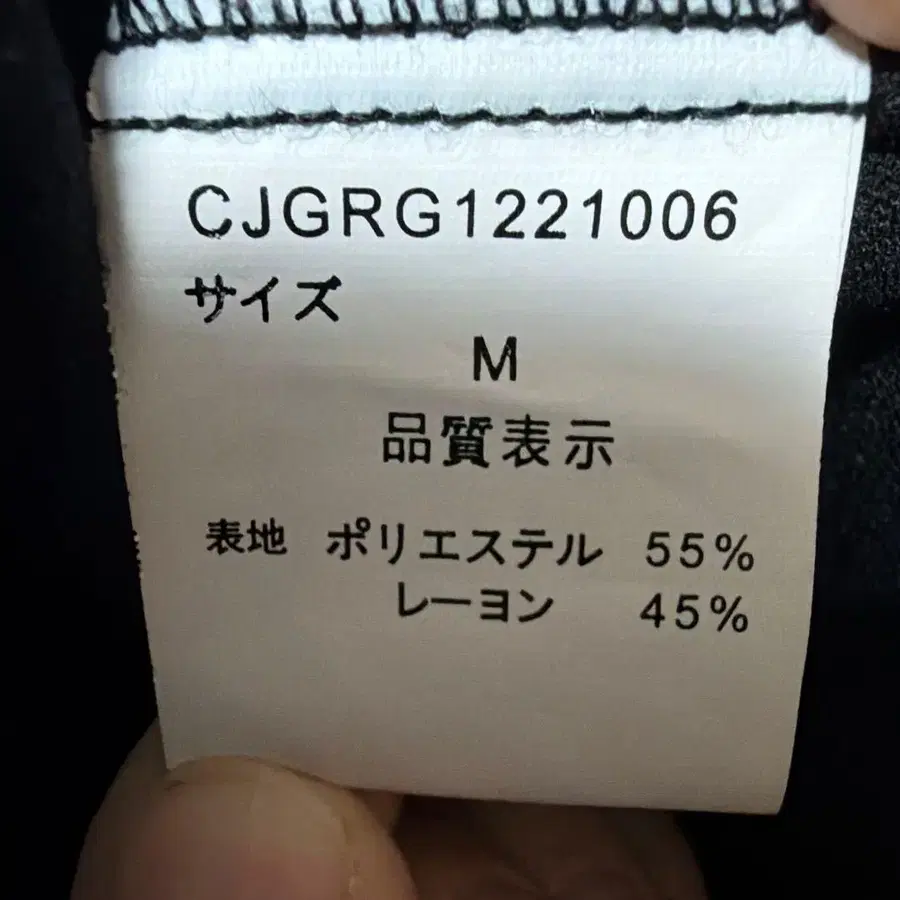 CJGRG1221006
サイズ
M
品質表示
表地 ポリエステル 55%
レーヨン 45%